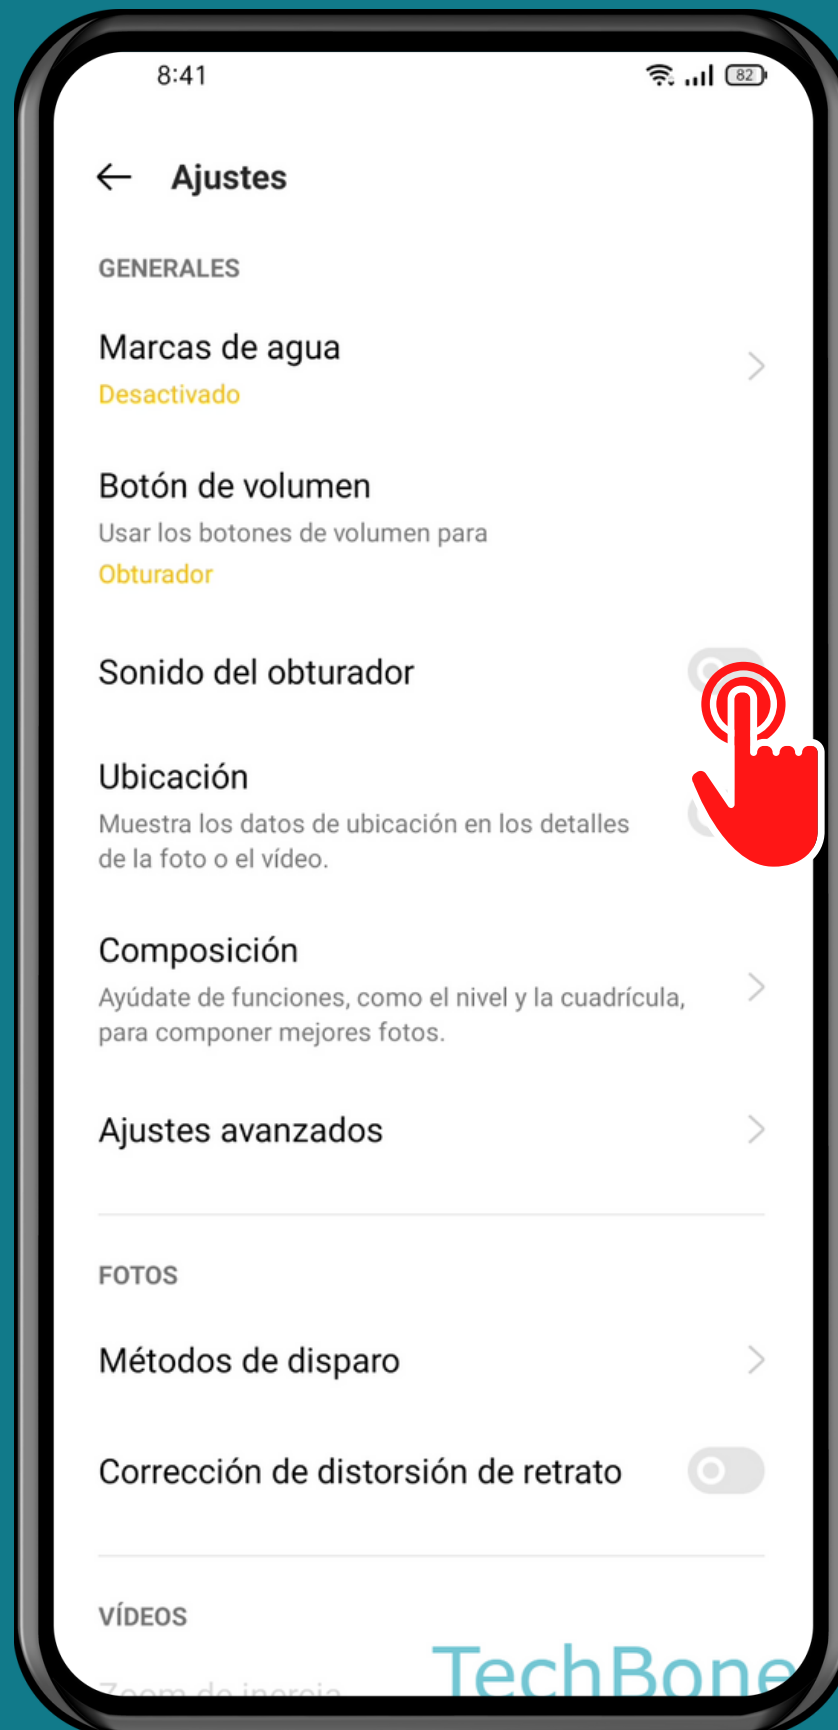 8:41
82
Ajustes
GENERALES
Marcas de agua
Desactivado
Botón de volumen
Usar los botones de volumen para
Obturador
Sonido del obturador
Ubicación
Muestra los datos de ubicación en los detalles
de la foto o el vídeo.
Composición
Ayúdate de funciones, como el nivel y la cuadrícula,
para componer mejores fotos.
Ajustes avanzados
FOTOS
Métodos de disparo
Corrección de distorsión de retrato
VÍDEOS
Zoom de inercia
TechBone